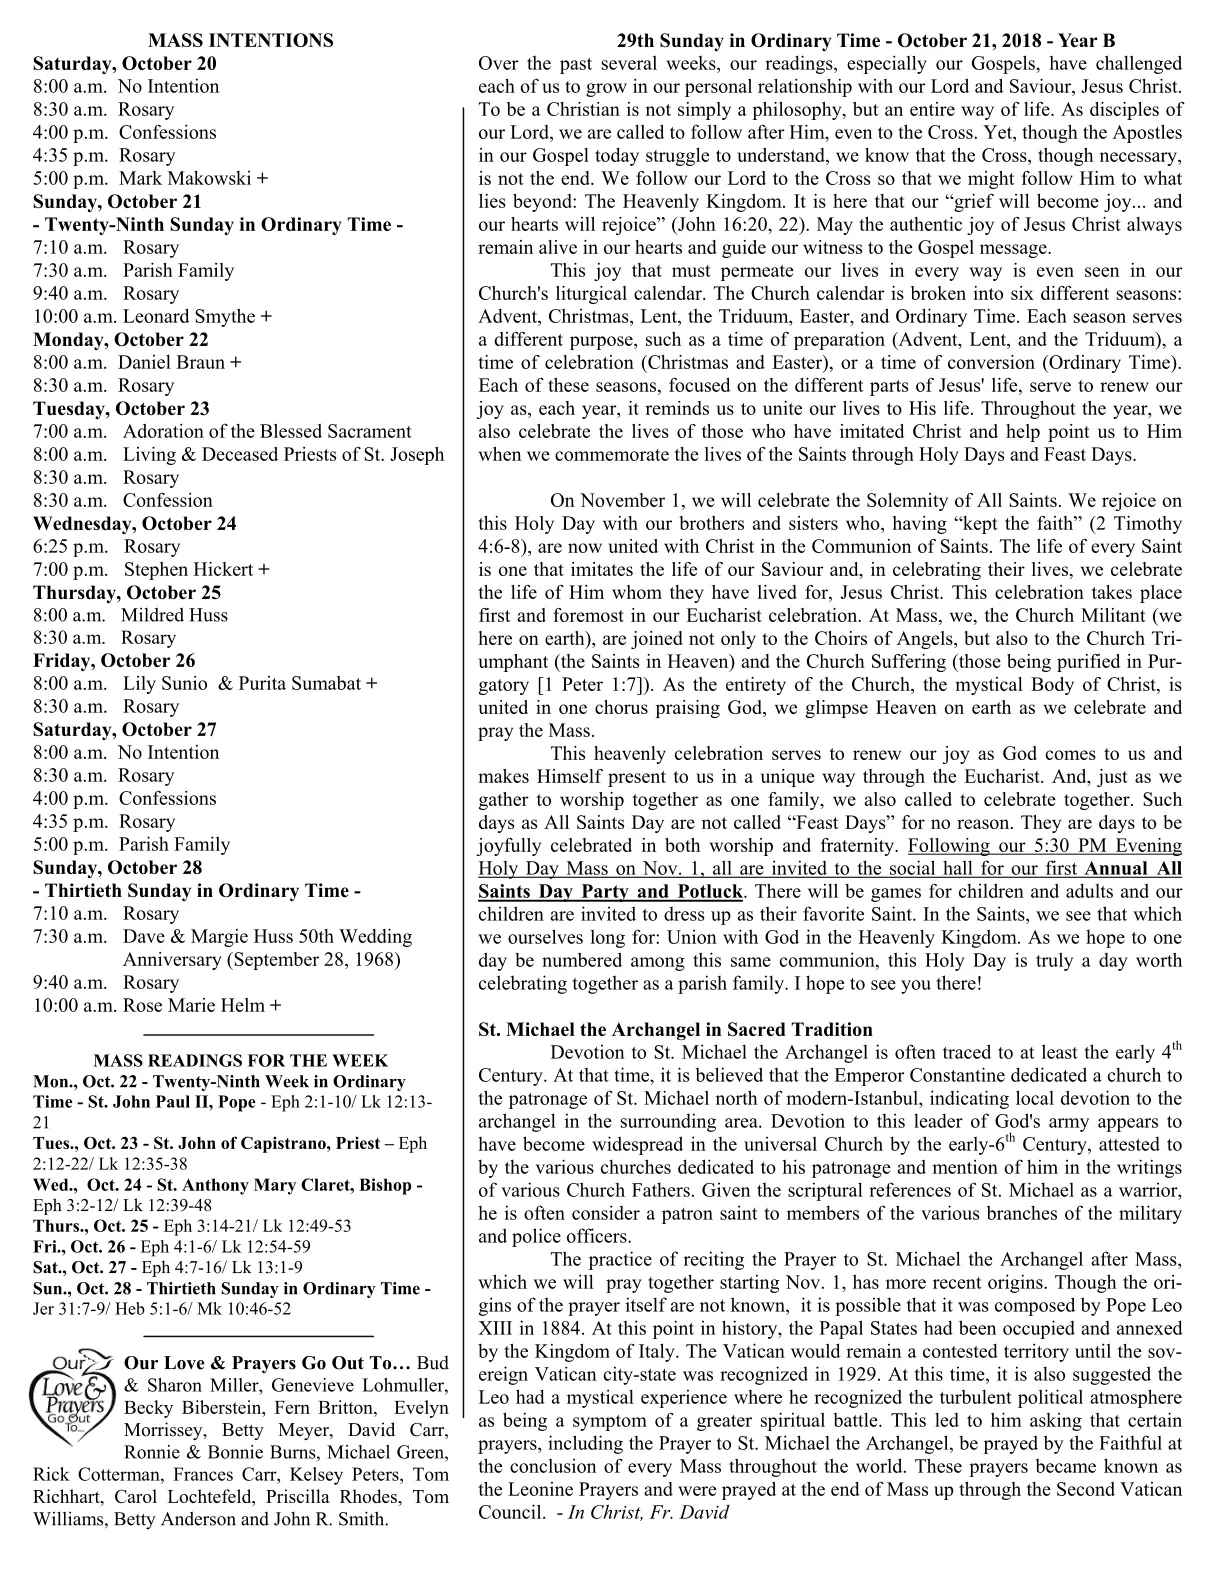 MASS INTENTIONS
Saturday, October 20
8:00 a.m. No Intention
8:30 a.m. Rosary
4:00 p.m. Confessions
4:35 p.m. Rosary
5:00 p.m. Mark Makowski +
Sunday, October 21
- Twenty-Ninth Sunday in Ordinary Time -
7:10 a.m. Rosary
7:30 a.m. Parish Family
9:40 a.m. Rosary
10:00 a.m. Leonard Smythe +
Monday, October 22
8:00 a.m. Daniel Braun +
8:30 a.m. Rosary
Tuesday, October 23
7:00 a.m. Adoration of the Blessed Sacrament
8:00 a.m. Living & Deceased Priests of St. Joseph
8:30 a.m. Rosary
8:30 a.m. Confession
Wednesday, October 24
6:25 p.m. Rosary
7:00 p.m. Stephen Hickert +
Thursday, October 25
8:00 a.m. Mildred Huss
8:30 a.m. Rosary
Friday, October 26
8:00 a.m. Lily Sunio & Purita Sumabat +
8:30 a.m. Rosary
Saturday, October 27
8:00 a.m. No Intention
8:30 a.m. Rosary
4:00 p.m. Confessions
4:35 p.m. Rosary
5:00 p.m. Parish Family
Sunday, October 28
- Thirtieth Sunday in Ordinary Time -
7:10 a.m. Rosary
7:30 a.m. Dave & Margie Huss 50th Wedding
Anniversary (September 28, 1968)
9:40 a.m. Rosary
10:00 a.m. Rose Marie Helm +
MASS READINGS FOR THE WEEK
Mon., Oct. 22 - Twenty-Ninth Week in Ordinary
Time - St. John Paul II, Pope - Eph 2:1-10/ Lk 12:13-
21
Tues., Oct. 23 - St. John of Capistrano, Priest – Eph
2:12-22/ Lk 12:35-38
Wed., Oct. 24 - St. Anthony Mary Claret, Bishop -
Eph 3:2-12/ Lk 12:39-48
Thurs., Oct. 25 - Eph 3:14-21/ Lk 12:49-53
Fri., Oct. 26 - Eph 4:1-6/ Lk 12:54-59
Sat., Oct. 27 - Eph 4:7-16/ Lk 13:1-9
Sun., Oct. 28 - Thirtieth Sunday in Ordinary Time -
Jer 31:7-9/ Heb 5:1-6/ Mk 10:46-52
Our
Love &
Prayers
Go Out
To...
Our Love & Prayers Go Out To… Bud
& Sharon Miller, Genevieve Lohmuller,
Becky Biberstein, Fern Britton, Evelyn
Morrissey, Betty Meyer, David Carr,
Ronnie & Bonnie Burns, Michael Green,
Rick Cotterman, Frances Carr, Kelsey Peters, Tom
Richhart, Carol Lochtefeld, Priscilla Rhodes, Tom
Williams, Betty Anderson and John R. Smith.
29th Sunday in Ordinary Time - October 21, 2018 - Year B
Over the past several weeks, our readings, especially our Gospels, have challenged
each of us to grow in our personal relationship with our Lord and Saviour, Jesus Christ.
To be a Christian is not simply a philosophy, but an entire way of life. As disciples of
our Lord, we are called to follow after Him, even to the Cross. Yet, though the Apostles
in our Gospel today struggle to understand, we know that the Cross, though necessary,
is not the end. We follow our Lord to the Cross so that we might follow Him to what
lies beyond: The Heavenly Kingdom. It is here that our “grief will become joy... and
our hearts will rejoice” (John 16:20, 22). May the authentic joy of Jesus Christ always
remain alive in our hearts and guide our witness to the Gospel message.
This joy that must permeate our lives in every way is even seen in our
Church's liturgical calendar. The Church calendar is broken into six different seasons:
Advent, Christmas, Lent, the Triduum, Easter, and Ordinary Time. Each season serves
a different purpose, such as a time of preparation (Advent, Lent, and the Triduum), a
time of celebration (Christmas and Easter), or a time of conversion (Ordinary Time).
Each of these seasons, focused on the different parts of Jesus' life, serve to renew our
joy as, each year, it reminds us to unite our lives to His life. Throughout the year, we
also celebrate the lives of those who have imitated Christ and help point us to Him
when we commemorate the lives of the Saints through Holy Days and Feast Days.
On November 1, we will celebrate the Solemnity of All Saints. We rejoice on
this Holy Day with our brothers and sisters who, having “kept the faith” (2 Timothy
4:6-8), are now united with Christ in the Communion of Saints. The life of every Saint
is one that imitates the life of our Saviour and, in celebrating their lives, we celebrate
the life of Him whom they have lived for, Jesus Christ. This celebration takes place
first and foremost in our Eucharist celebration. At Mass, we, the Church Militant (we
here on earth), are joined not only to the Choirs of Angels, but also to the Church Tri-
umphant (the Saints in Heaven) and the Church Suffering (those being purified in Pur-
gatory [1 Peter 1:7]). As the entirety of the Church, the mystical Body of Christ, is
united in one chorus praising God, we glimpse Heaven on earth as we celebrate and
pray the Mass.
This heavenly celebration serves to renew our joy as God comes to us and
makes Himself present to us in a unique way through the Eucharist. And, just as we
gather to worship together as one family, we also called to celebrate together. Such
days as All Saints Day are not called “Feast Days” for no reason. They are days to be
joyfully celebrated in both worship and fraternity. Following our 5:30 PM Evening
Holy Day Mass on Nov. 1, all are invited to the social hall for our first Annual All
Saints Day Party and Potluck. There will be games for children and adults and our
children are invited to dress up as their favorite Saint. In the Saints, we see that which
we ourselves long for: Union with God in the Heavenly Kingdom. As we hope to one
day be numbered among this same communion, this Holy Day is truly a day worth
celebrating together as a parish family. I hope to see you there!
St. Michael the Archangel in Sacred Tradition
Devotion to St. Michael the Archangel is often traced to at least the early 4th
Century. At that time, it is believed that the Emperor Constantine dedicated a church to
the patronage of St. Michael north of modern-Istanbul, indicating local devotion to the
archangel in the surrounding area. Devotion to this leader of God's army appears to
have become widespread in the universal Church by the early-6th Century, attested to
by the various churches dedicated to his patronage and mention of him in the writings
of various Church Fathers. Given the scriptural references of St. Michael as a warrior,
he is often consider a patron saint to members of the various branches of the military
and police officers.
The practice of reciting the Prayer to St. Michael the Archangel after Mass,
which we will pray together starting Nov. 1, has more recent origins. Though the ori-
gins of the prayer itself are not known, it is possible that it was composed by Pope Leo
XIII in 1884. At this point in history, the Papal States had been occupied and annexed
by the Kingdom of Italy. The Vatican would remain a contested territory until the sov-
ereign Vatican city-state was recognized in 1929. At this time, it is also suggested the
Leo had a mystical experience where he recognized the turbulent political atmosphere
as being a symptom of a greater spiritual battle. This led to him asking that certain
prayers, including the Prayer to St. Michael the Archangel, be prayed by the Faithful at
the conclusion of every Mass throughout the world. These prayers became known as
the Leonine Prayers and were prayed at the end of Mass up through the Second Vatican
Council. - In Christ, Fr. David